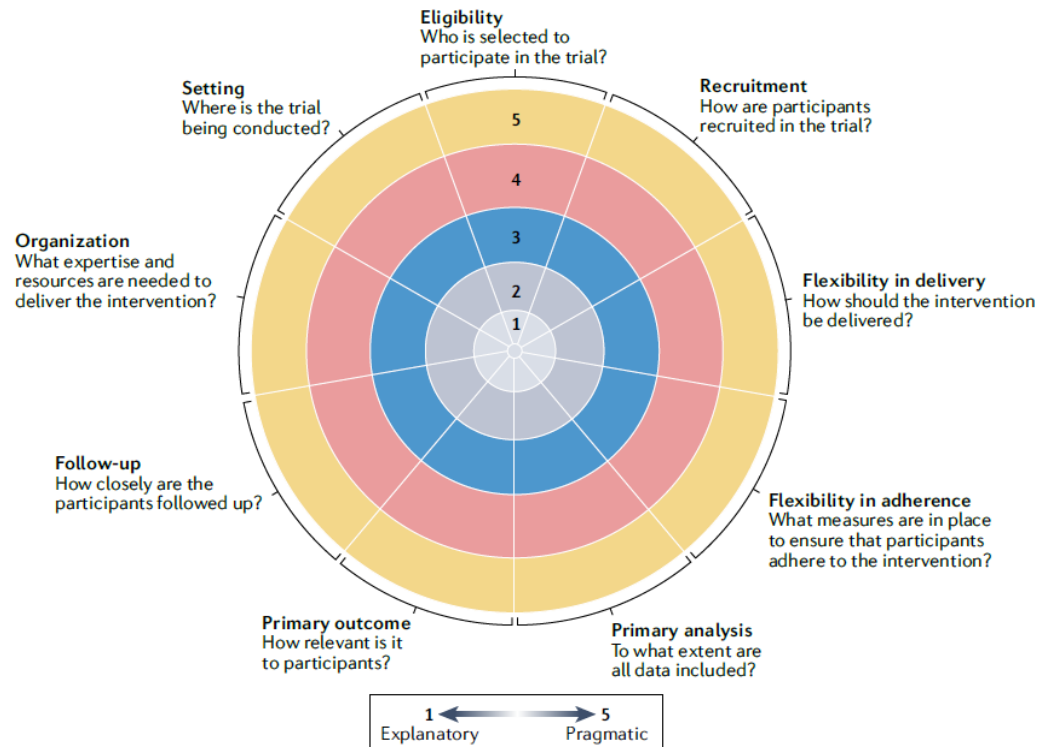 Eligibility
Who is selected to
participate in the trial?
Recruitment
How are participants
recruited in the trial?
Flexibility in delivery
How should the intervention
be delivered?
Flexibility in adherence
What measures are in place
to ensure that participants
adhere to the intervention?
Primary analysis
To what extent are
all data included?
Primary outcome
How relevant is it
to participants?
Follow-up
How closely are the
participants followed up?
Organization
What expertise and
resources are needed to
deliver the intervention?
Setting
Where is the trial
being conducted?
5
4
3
2
1
1 5
Explanatory Pragmatic